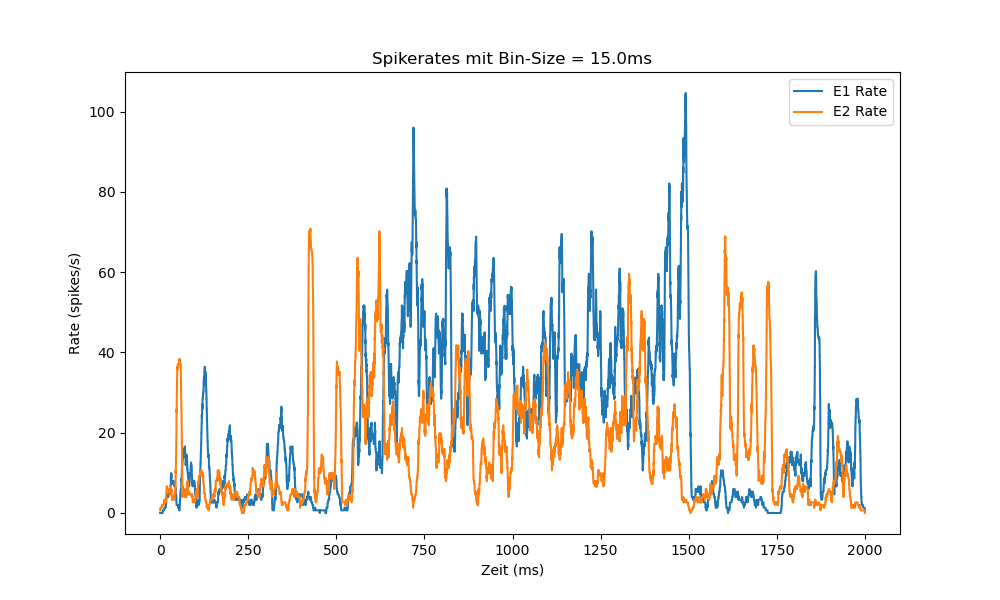 Spikerates mit Bin-Size = 15.0ms
E1 Rate
E2 Rate
Rate (spikes/s)
100
80
60
40
20
0
0 250 500 750 1000 1250 1500 1750 2000
Zeit (ms)